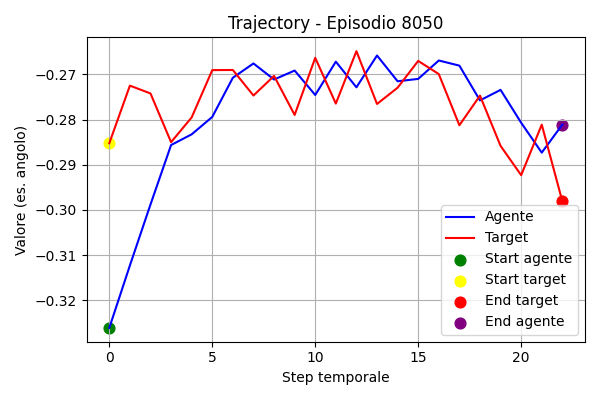 Trajectory - Episodio 8050
Valore (es. angolo)
−0.27
−0.28
−0.29
−0.30
−0.31
−0.32
0
5
10
15
20
Step temporale
Agente
Target
Start agente
Start target
End target
End agente